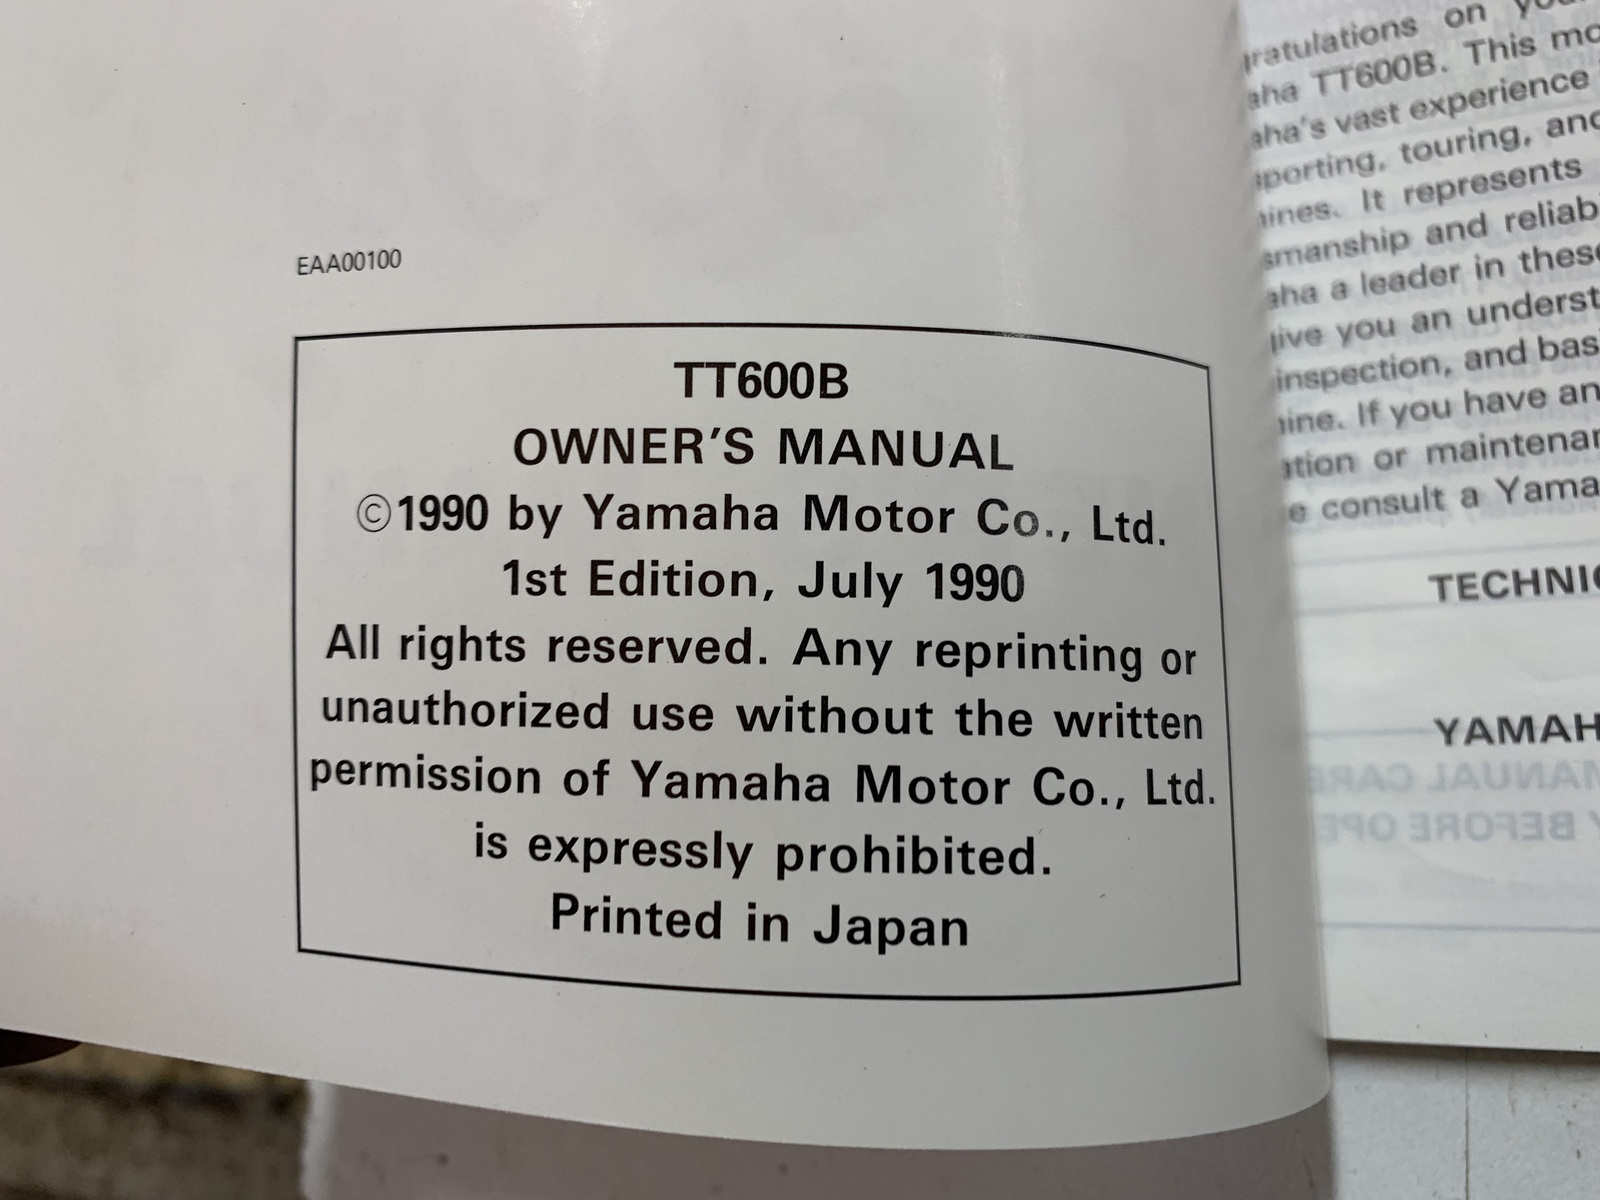 EAA00100
TT600B
OWNER'S MANUAL
©1990 by Yamaha Motor Co., Ltd.
1st Edition, July 1990
All rights reserved. Any reprinting or
unauthorized use without the written
permission of Yamaha Motor Co., Ltd.
is expressly prohibited.
Printed in Japan
on
TT600B. This
vast experience
touring,
It represents
and
a leader in
you an
inspection, and
If you have
or
consult a